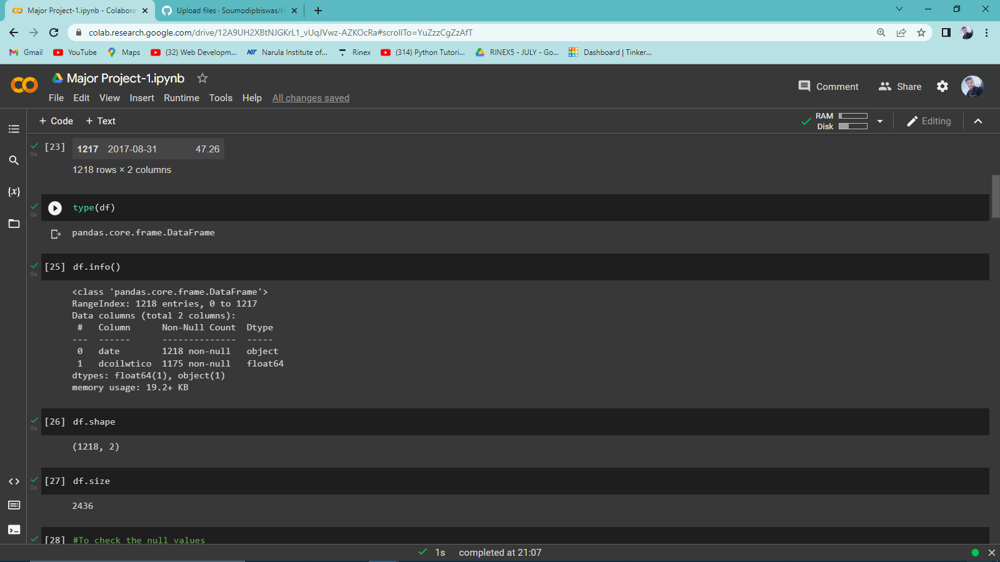 Major Project-1.ipynb - Colabora
Upload files · Soumodipbiswas/ri
colab.research.google.com/drive/12A9UH2XBtNJGKrL1_vUqJVwz-AZKOcRa#scrollTo=YuZzzCgZzAfT
Gmail YouTube Maps (32) Web Developm... Narula Institute of... Rinex (314) Python Tutori... RINEX5 - JULY - Go... Dashboard | Tinker...
Major Project-1.ipynb
Comment Share
File Edit View Insert Runtime Tools Help All changes saved
+ Code + Text
RAM
Disk
Editing
[23] 1217 2017-08-31 47.26
0s
1218 rows × 2 columns
type(df)
0s
pandas.core.frame.DataFrame
[25] df.info()
0s
<class 'pandas.core.frame.DataFrame'>
RangeIndex: 1218 entries, 0 to 1217
Data columns (total 2 columns):
# Column Non-Null Count Dtype
--- ------ -------------- -----
0 date 1218 non-null object
1 dcoilwtico 1175 non-null float64
dtypes: float64(1), object(1)
memory usage: 19.2+ KB
[26] df.shape
0s
(1218, 2)
[27] df.size
0s
2436
[28] #To check the null values
1s completed at 21:07